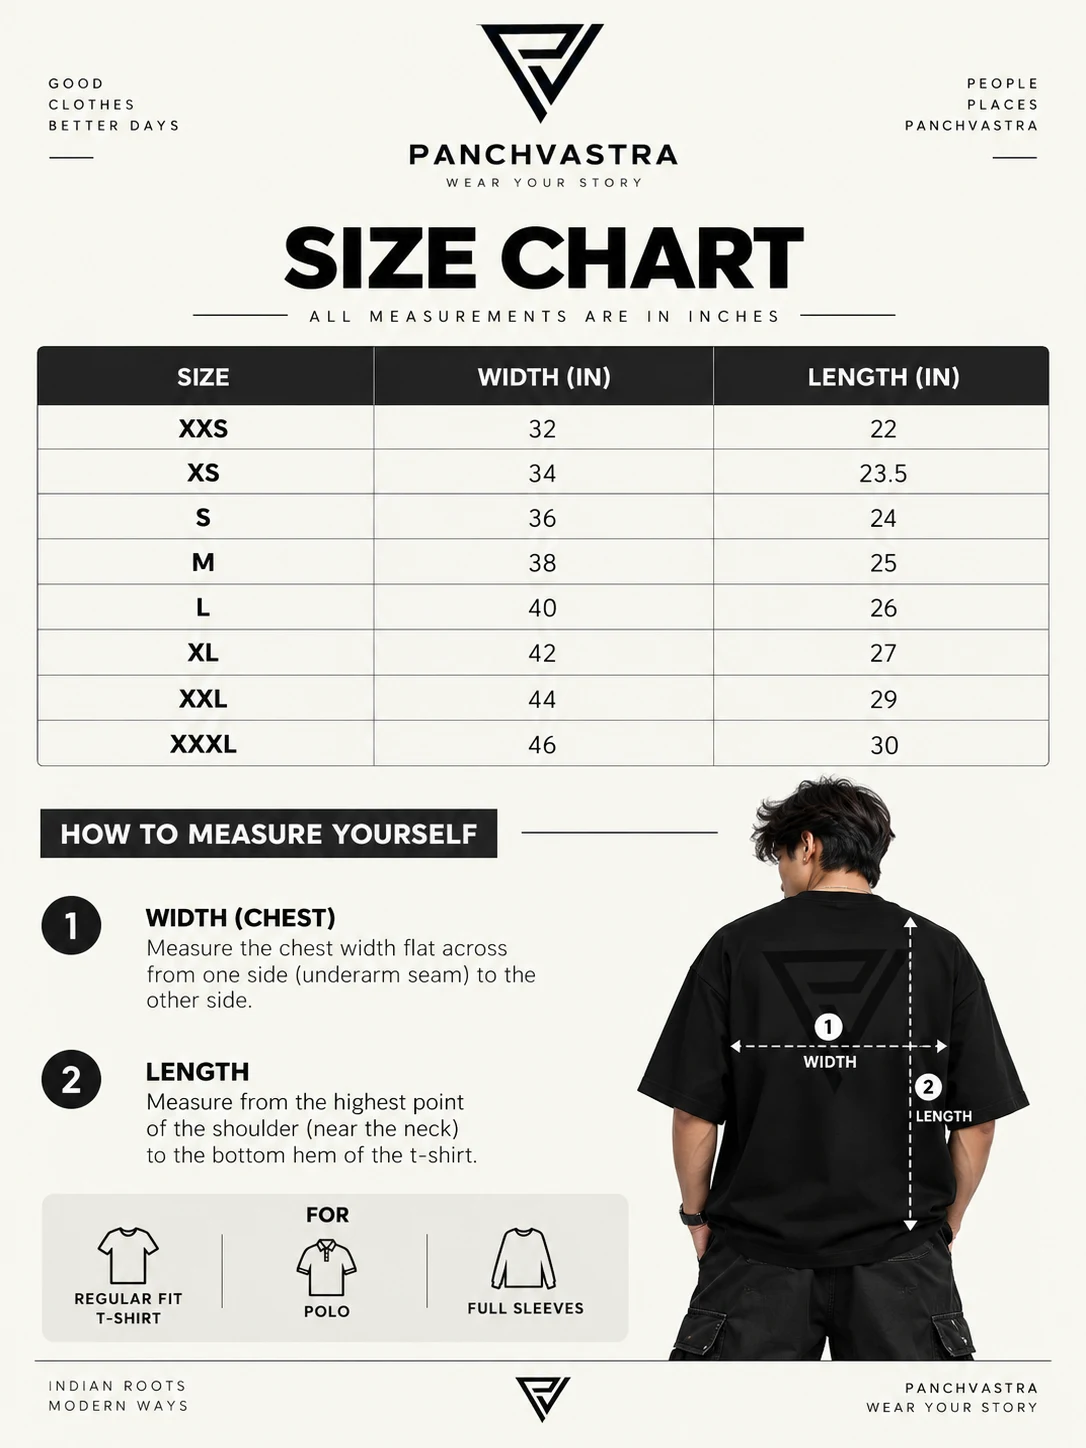 GOOD
CLOTHES
BETTER DAYS
PEOPLE
PLACES
PANCHVASTRA
PANCHVASTRA
WEAR YOUR STORY
SIZE CHART
ALL MEASUREMENTS ARE IN INCHES
SIZE WIDTH (IN) LENGTH (IN)
XXS 32 22
XS 34 23.5
S 36 24
M 38 25
L 40 26
XL 42 27
XXL 44 29
XXXL 46 30
HOW TO MEASURE YOURSELF
1
WIDTH (CHEST)
Measure the chest width flat across
from one side (underarm seam) to the
other side.
2
LENGTH
Measure from the highest point
of the shoulder (near the neck)
to the bottom hem of the t-shirt.
1
WIDTH
2
LENGTH
FOR
REGULAR FIT
T-SHIRT
POLO
FULL SLEEVES
INDIAN ROOTS
MODERN WAYS
PANCHVASTRA
WEAR YOUR STORY